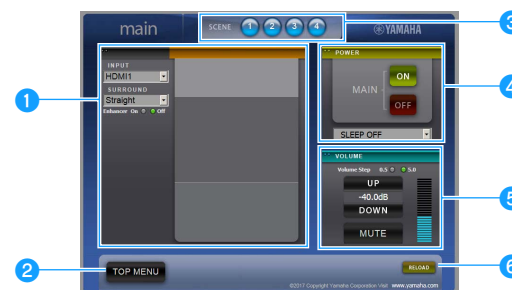 main
SCENE 1 2 3 4
YAMAHA
3
INPUT
HDMI1
SURROUND
Straight
Enhancer On Off
1
POWER
MAIN
ON
OFF
SLEEP OFF
4
VOLUME
Volume Step 0.5 5.0
UP
-40.0dB
DOWN
MUTE
5
2
TOP MENU
RELOAD
6
©2017 Copyright Yamaha Corporation Visit www.yamaha.com